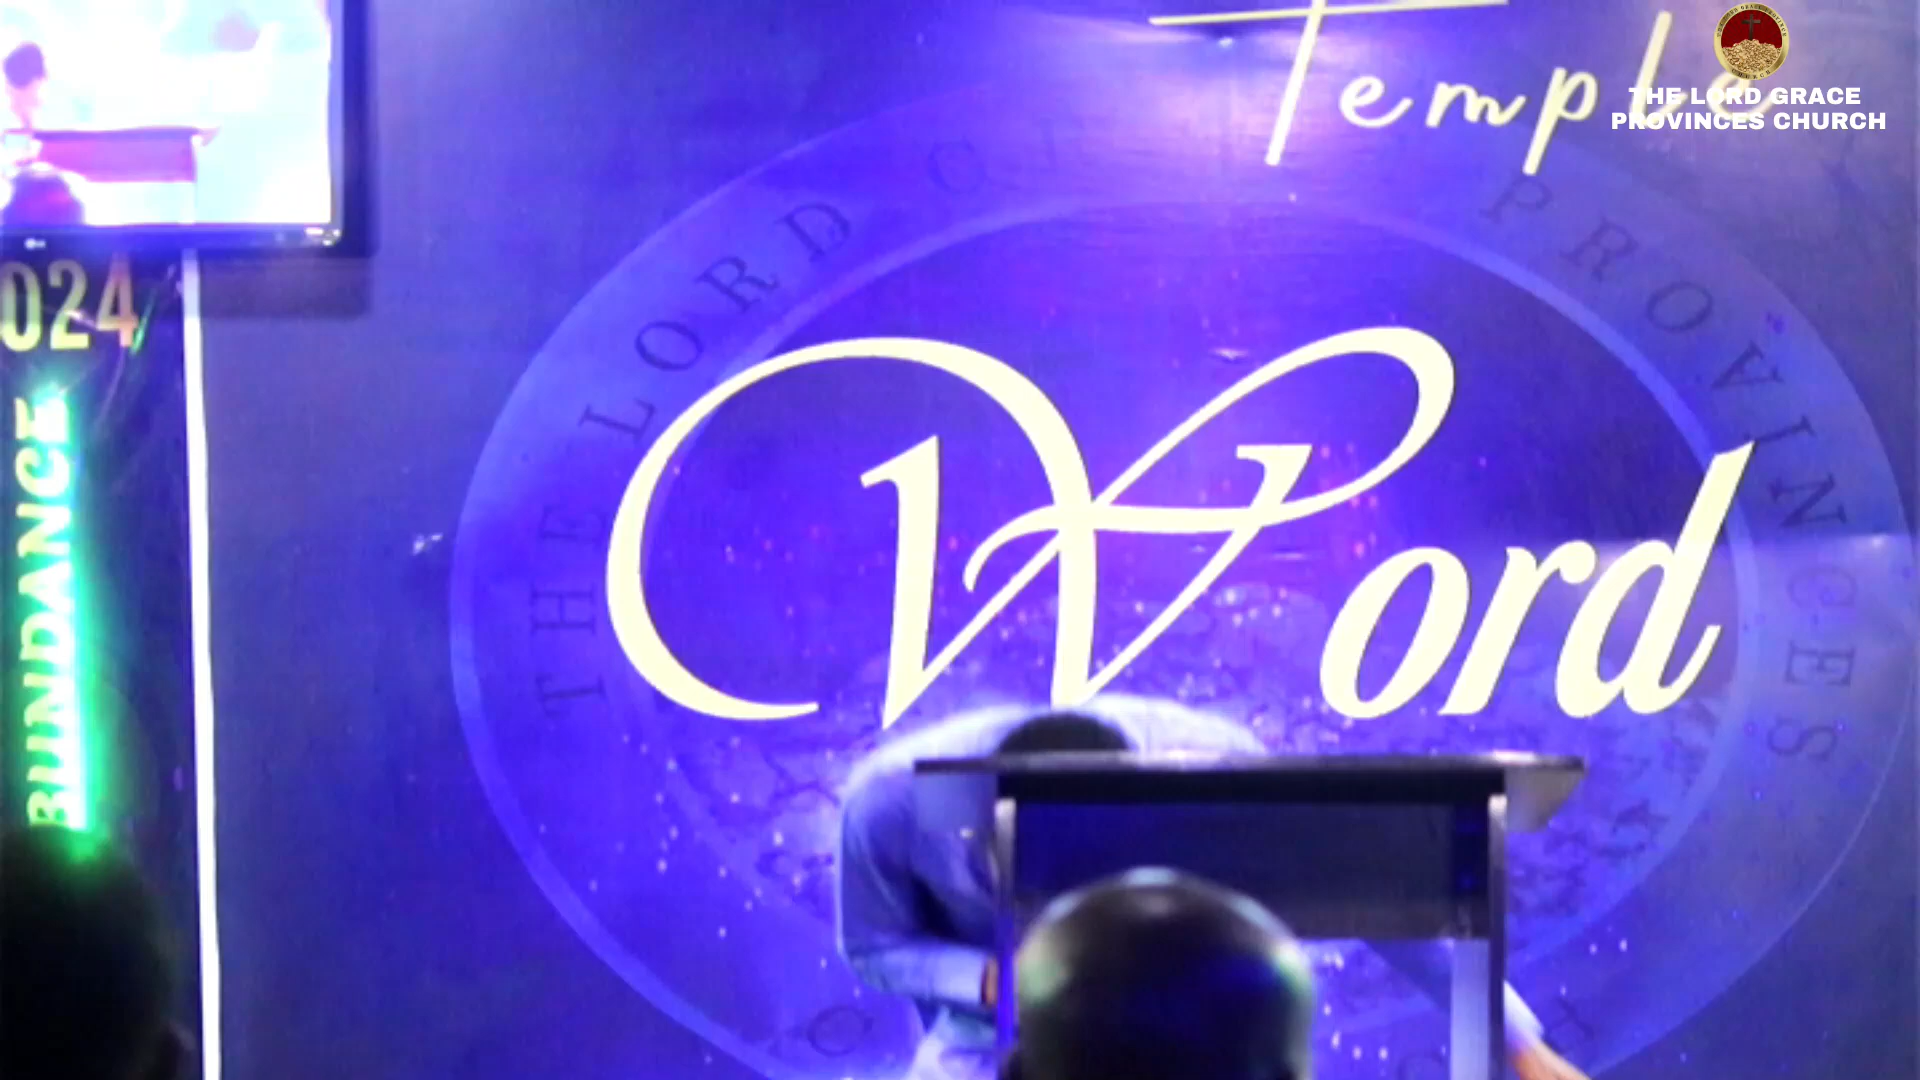 Temple
THE LORD GRACE
PROVINCES CHURCH
024
BUNDANCE
THE LORD
PROVINCES
Word